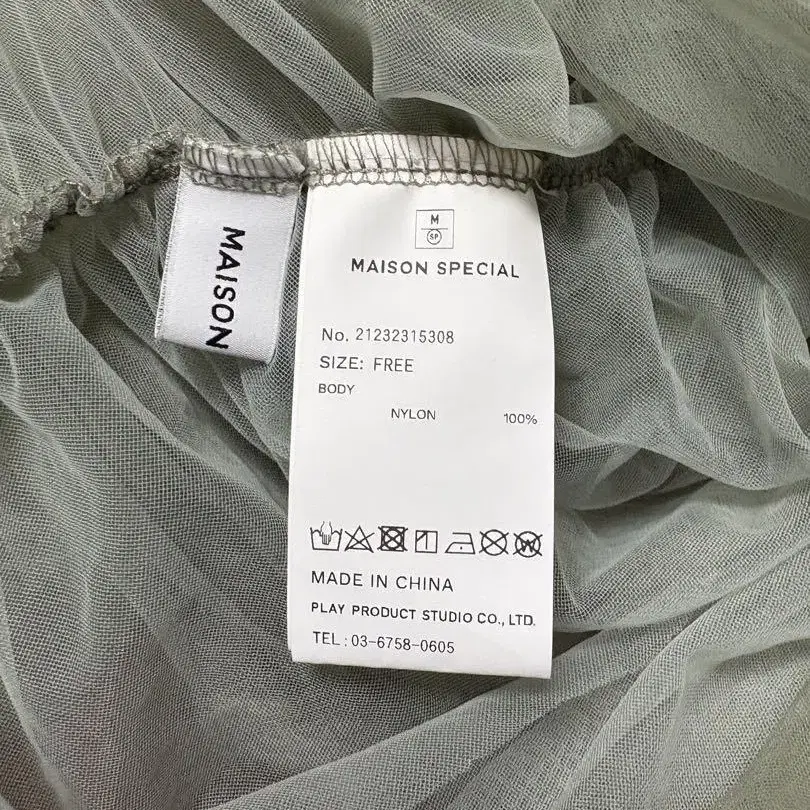 MAISON
M
SP
MAISON SPECIAL
No. 21232315308
SIZE: FREE
BODY
NYLON 100%
MADE IN CHINA
PLAY PRODUCT STUDIO CO., LTD.
TEL : 03-6758-0605